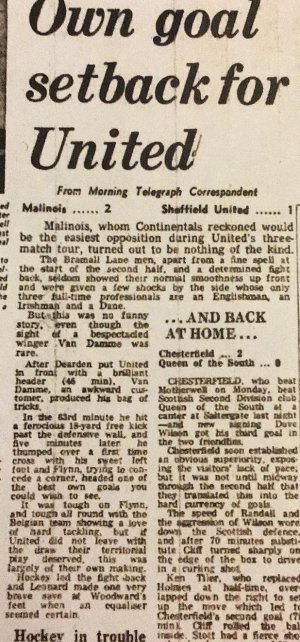 Own goal
setback for
United
From Morning Telegraph Correspondent
Malinois ...... 2 Sheffield United ...... 1
Malinois, whom Continentals reckoned would
be the easiest opposition during United's three-
match tour, turned out to be nothing of the kind.
The Bramall Lane men, apart from a fine spell at
the start of the second half, and a determined fight
back, seldom showed their normal smoothness up front
and were given a few shocks by the side whose only
three full-time professionals are an Englishman, an
Irishman and a Dane.
But this was no funny
story, even though the
sight of a bespectacled
winger Van Damme was
rare.
After Dearden put United
in front with a brilliant
header (46 min), Van
Damme, an awkward cus-
tomer, produced his bag of
tricks.
In the 63rd minute he hit
a ferocious 18-yard free kick
past the defensive wall, and
five minutes later he
thumped over a first time
cross with his sweet left
foot and Flynn, trying to con-
cede a corner, headed one of
the best own goals you
could wish to see.
It was tough on Flynn,
and tough all round with the
Belgian team showing a love
of hard tackling, but if
United did not leave with
the draw their territorial
play deserved, this was
largely of their own making.
Hockey led the fight back
and Leonard made one very
brave save at Woodward's
feet when an equaliser
seemed certain.
Hockey in trouble
...AND BACK
AT HOME...
Chesterfield ... 2
Queen of the South ... 0
CHESTERFIELD, who beat
Motherwell on Monday, beat
Scottish Second Division club
Queen of the South at a
canter at Saltergate last night
—and new signing Dave
Wilson got his third goal in
the two friendlies.
Chesterfield soon established
an obvious superiority, expos-
ing the visitors' lack of pace,
but it was not until midway
through the second half that
they translated this into the
hard currency of goals.
The speed of Randall and
the aggression of Wilson wore
down the Scottish defence,
and after 70 minutes substi-
tute Cliff turned sharply on
the edge of the box to drive
in a curling shot.
Ken Tiler, who replaced
Holmes at half-time, over-
lapped down the right to set
up the move which led to
Chesterfield's second goal (73
min). Cliff rolled the ball
inside, Stott had a fierce shot